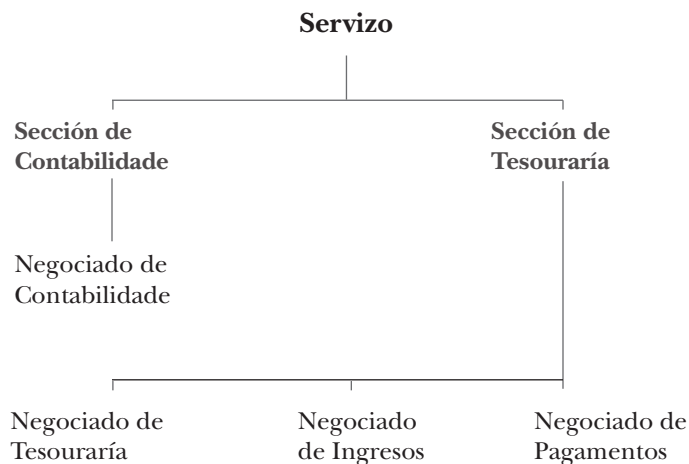 Servizo
Sección de
Contabilidade
Sección de
Tesouraría
Negociado de
Contabilidade
Negociado de
Tesouraría
Negociado
de Ingresos
Negociado de
Pagamentos